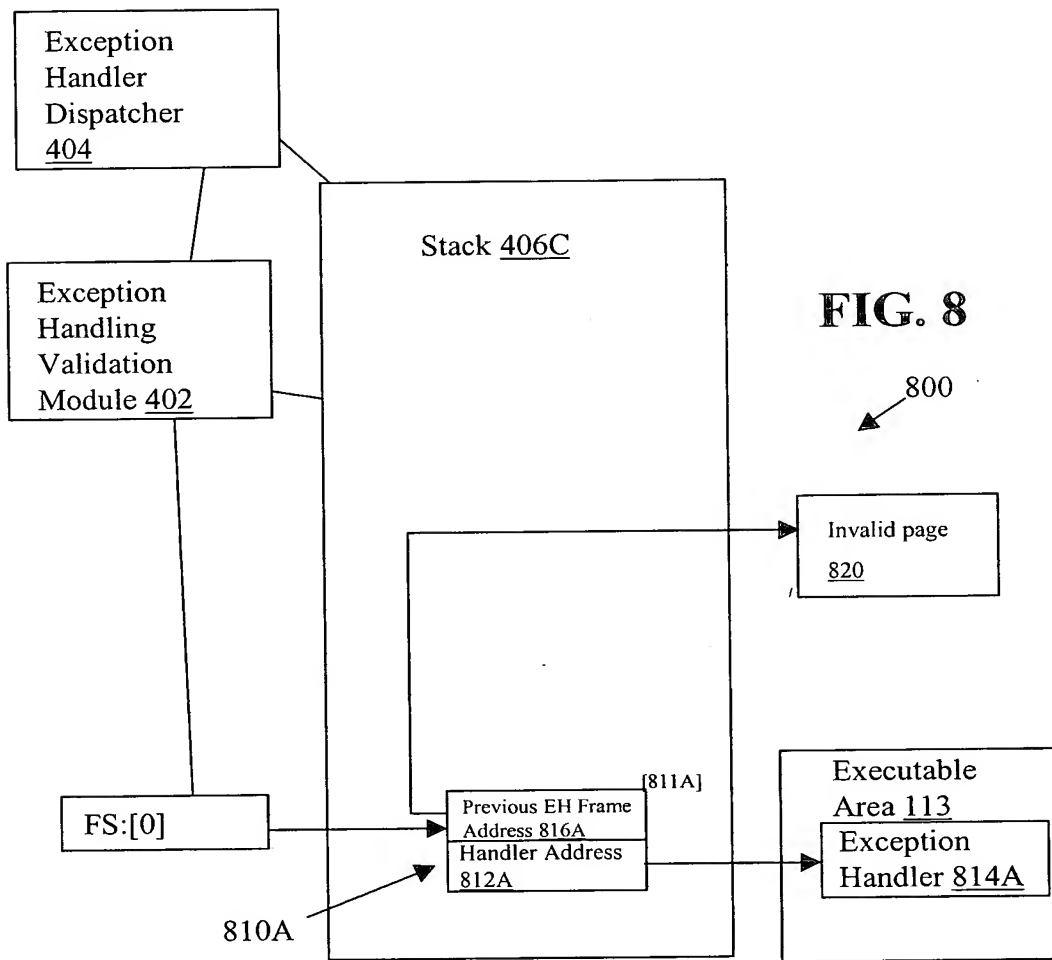 Exception
Handler
Dispatcher
404
Stack 406C
Exception
Handling
Validation
Module 402
FIG. 8
800
Invalid page
820
[811A]
Previous EH Frame
Address 816A
Handler Address
812A
FS:[0]
810A
Executable
Area 113
Exception
Handler 814A